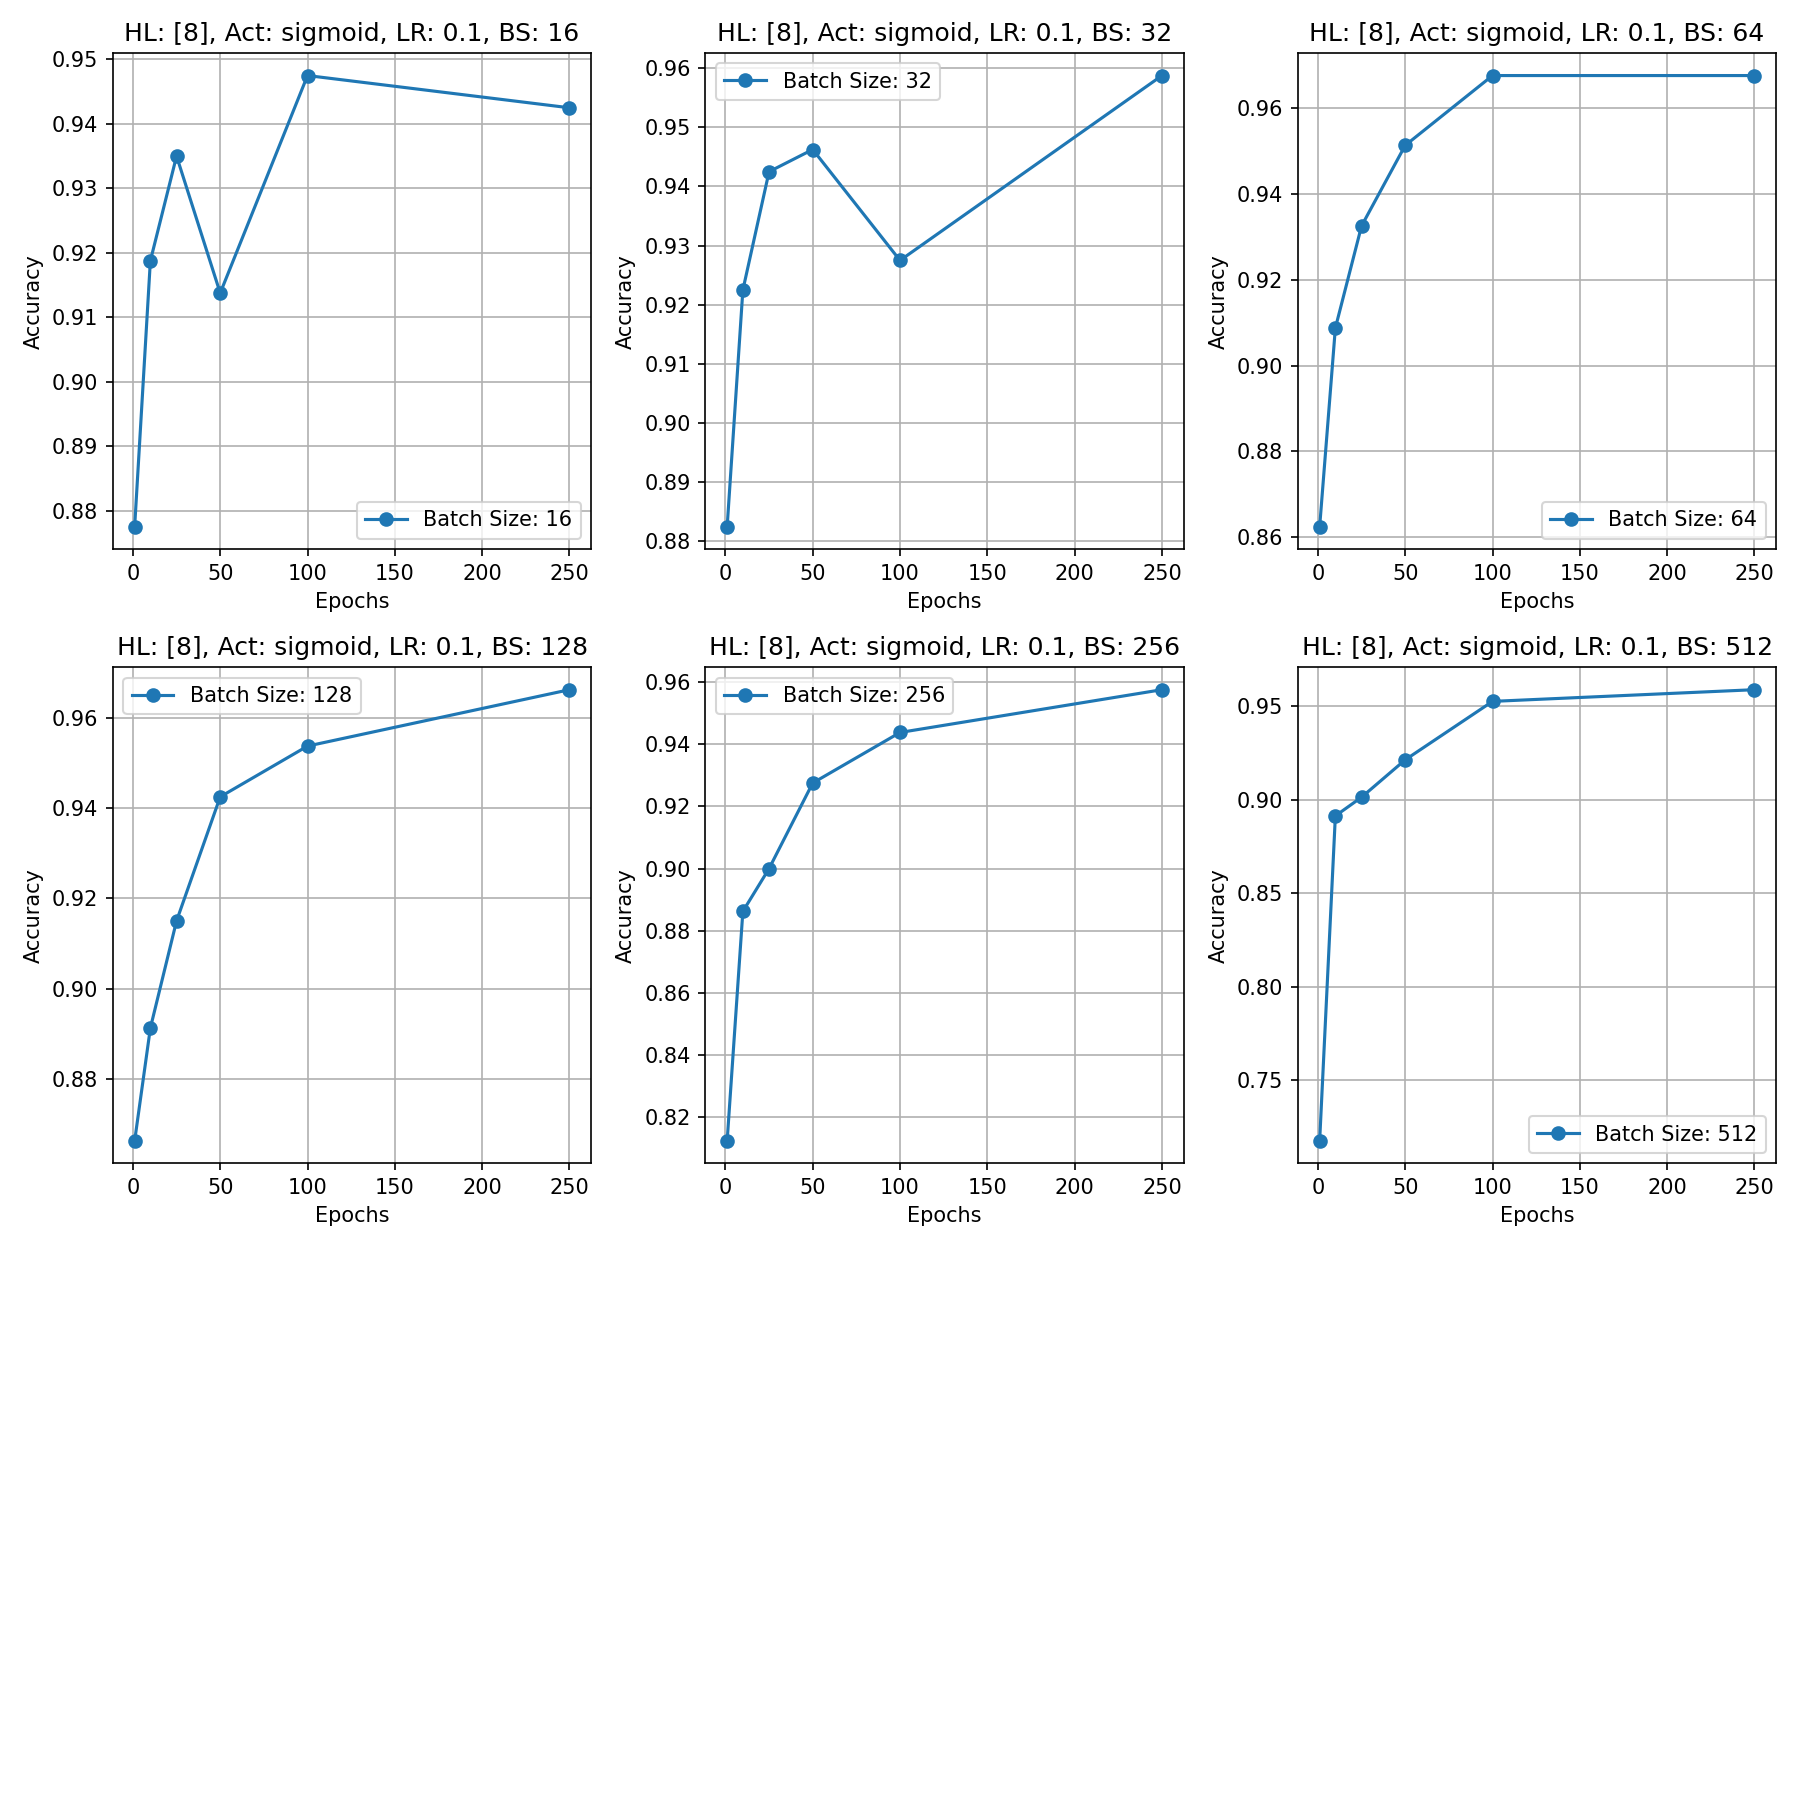 HL: [8], Act: sigmoid, LR: 0.1, BS: 16
0.95
0.94
0.93
0.92
0.91
0.90
0.89
0.88
Accuracy
Batch Size: 16
0 50 100 150 200 250
Epochs
HL: [8], Act: sigmoid, LR: 0.1, BS: 32
Batch Size: 32
0.96
0.95
0.94
0.93
0.92
0.91
0.90
0.89
0.88
Accuracy
0 50 100 150 200 250
Epochs
HL: [8], Act: sigmoid, LR: 0.1, BS: 64
0.96
0.94
0.92
0.90
0.88
0.86
Accuracy
Batch Size: 64
0 50 100 150 200 250
Epochs
HL: [8], Act: sigmoid, LR: 0.1, BS: 128
Batch Size: 128
0.96
0.94
0.92
0.90
0.88
Accuracy
0 50 100 150 200 250
Epochs
HL: [8], Act: sigmoid, LR: 0.1, BS: 256
Batch Size: 256
0.96
0.94
0.92
0.90
0.88
0.86
0.84
0.82
Accuracy
0 50 100 150 200 250
Epochs
HL: [8], Act: sigmoid, LR: 0.1, BS: 512
0.95
0.90
0.85
0.80
0.75
Accuracy
Batch Size: 512
0 50 100 150 200 250
Epochs